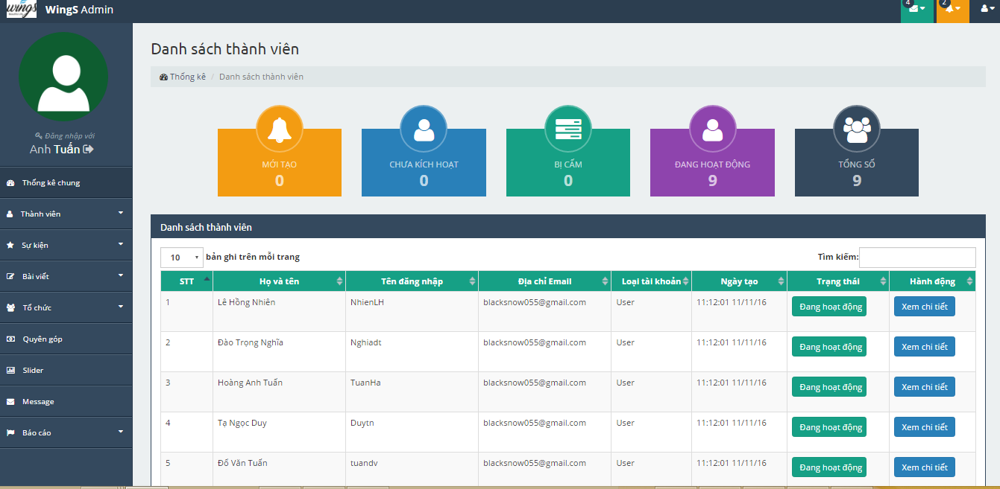 wingS
WingS Admin
4
2
Đăng nhập với
Anh Tuấn
Thống kê chung
Thành viên
Sự kiện
Bài viết
Tổ chức
Quyên góp
Slider
Message
Báo cáo
Danh sách thành viên
Thống kê / Danh sách thành viên
MỚI TẠO
0
CHƯA KÍCH HOẠT
0
BỊ CẤM
0
ĐANG HOẠT ĐỘNG
9
TỔNG SỐ
9
Danh sách thành viên
10 bản ghi trên mỗi trang
Tìm kiếm:
STT Họ và tên Tên đăng nhập Địa chỉ Email Loại tài khoản Ngày tạo Trạng thái Hành động
1 Lê Hồng Nhiên NhienLH blacksnow055@gmail.com User 11:12:01 11/11/16 Đang hoạt động Xem chi tiết
2 Đào Trọng Nghĩa Nghiadt blacksnow055@gmail.com User 11:12:01 11/11/16 Đang hoạt động Xem chi tiết
3 Hoàng Anh Tuấn TuanHa blacksnow055@gmail.com User 11:12:01 11/11/16 Đang hoạt động Xem chi tiết
4 Tạ Ngọc Duy Duytn blacksnow055@gmail.com User 11:12:01 11/11/16 Đang hoạt động Xem chi tiết
5 Đỗ Văn Tuấn tuandv blacksnow055@gmail.com User 11:12:01 11/11/16 Đang hoạt động Xem chi tiết